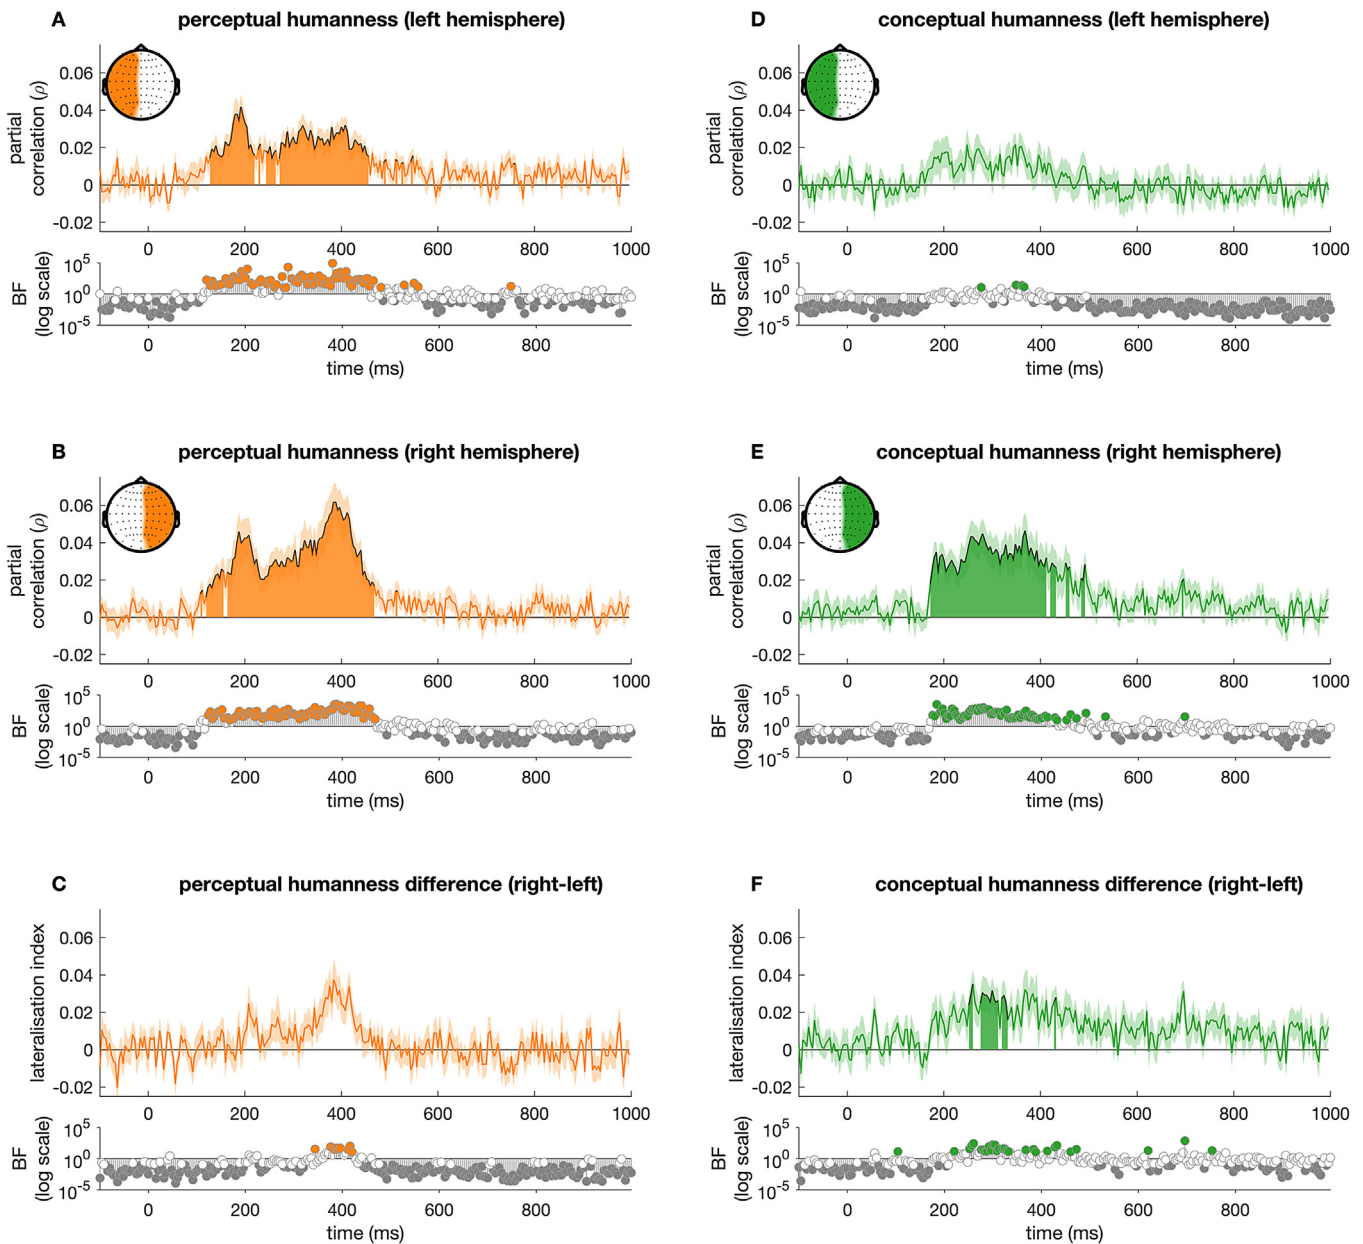 A perceptual humanness (left hemisphere)
partial
correlation (ρ)
0.06
0.04
0.02
0
-0.02
0 200 400 600 800 1000
BF
(log scale)
10^5
10^0
10^-5
0 200 400 600 800
time (ms)
D conceptual humanness (left hemisphere)
partial
correlation (ρ)
0.06
0.04
0.02
0
-0.02
0 200 400 600 800 1000
BF
(log scale)
10^5
10^0
10^-5
0 200 400 600 800
time (ms)
B perceptual humanness (right hemisphere)
partial
correlation (ρ)
0.06
0.04
0.02
0
-0.02
0 200 400 600 800 1000
BF
(log scale)
10^5
10^0
10^-5
0 200 400 600 800
time (ms)
E conceptual humanness (right hemisphere)
partial
correlation (ρ)
0.06
0.04
0.02
0
-0.02
0 200 400 600 800 1000
BF
(log scale)
10^5
10^0
10^-5
0 200 400 600 800
time (ms)
C perceptual humanness difference (right-left)
lateralisation index
0.06
0.04
0.02
0
-0.02
0 200 400 600 800 1000
BF
(log scale)
10^5
10^0
10^-5
0 200 400 600 800
time (ms)
F conceptual humanness difference (right-left)
lateralisation index
0.06
0.04
0.02
0
-0.02
0 200 400 600 800 1000
BF
(log scale)
10^5
10^0
10^-5
0 200 400 600 800
time (ms)